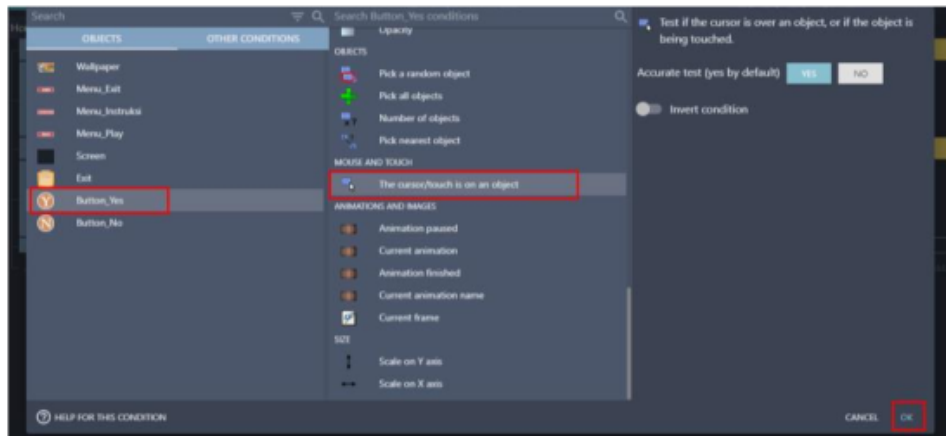 Search
OBJECTS
OTHER CONDITIONS
Wallpaper
Menu_Exit
Menu_Instruksi
Menu_Play
Screen
Exit
Button_Yes
Button_No
Search Button_Yes conditions
Opacity
OBJECTS
Pick a random object
Pick all objects
Number of objects
Pick nearest object
MOUSE AND TOUCH
The cursor/touch is on an object
ANIMATIONS AND IMAGES
Animation paused
Current animation
Animation finished
Current animation name
Current frame
SIZE
Scale on Y axis
Scale on X axis
Test if the cursor is over an object, or if the object is
being touched.
Accurate test (yes by default) YES NO
Invert condition
HELP FOR THIS CONDITION
CANCEL OK